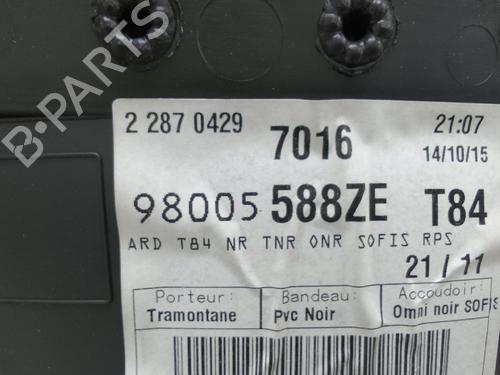 B-PARTS
2 287 0429 7016 21:07
14/10/15
98005 588ZE T84
ARD T84 NR TNR ONR SOFIS RPS
21 / 11
Porteur: Bandeau: Accoudoir:
Tramontane Pvc Noir Omni noir SOFIS